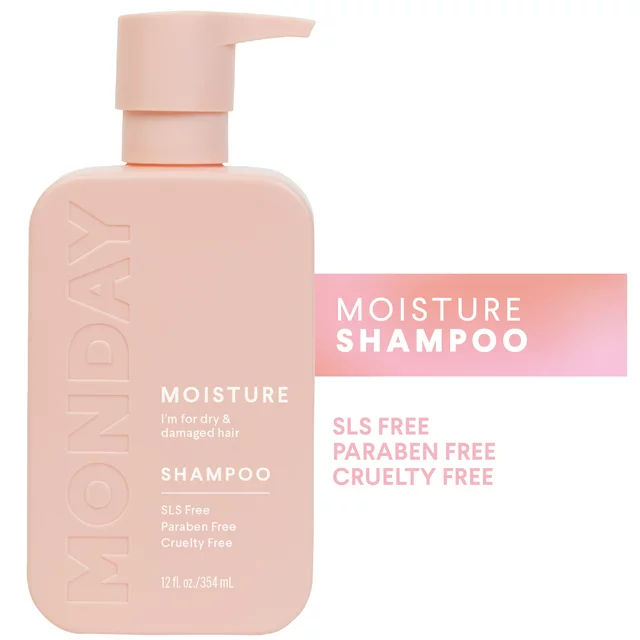 MONDAY
MOISTURE
I'm for dry &
damaged hair
SHAMPOO
SLS Free
Paraben Free
Cruelty Free
12 fl. oz./354 mL
MOISTURE
SHAMPOO
SLS FREE
PARABEN FREE
CRUELTY FREE